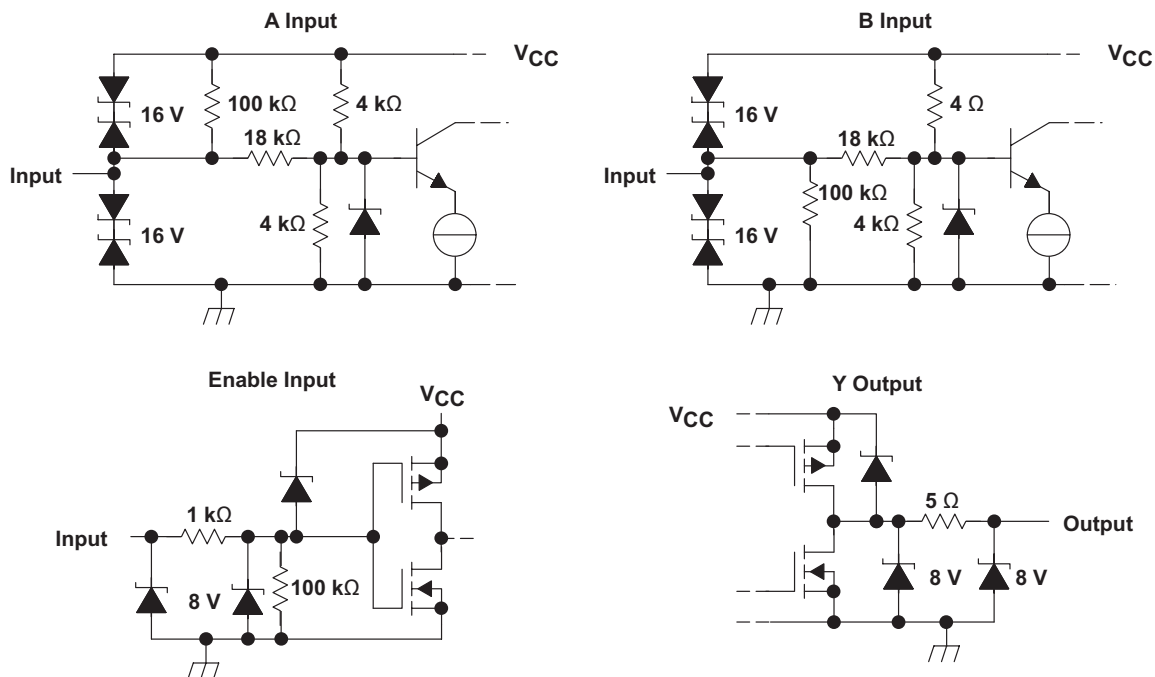 A Input
VCC
100 kΩ
4 kΩ
16 V
18 kΩ
Input
4 kΩ
16 V
B Input
VCC
4 Ω
16 V
18 kΩ
Input
100 kΩ
4 kΩ
16 V
Enable Input
VCC
1 kΩ
Input
8 V
100 kΩ
Y Output
VCC
5 Ω
Output
8 V
8 V